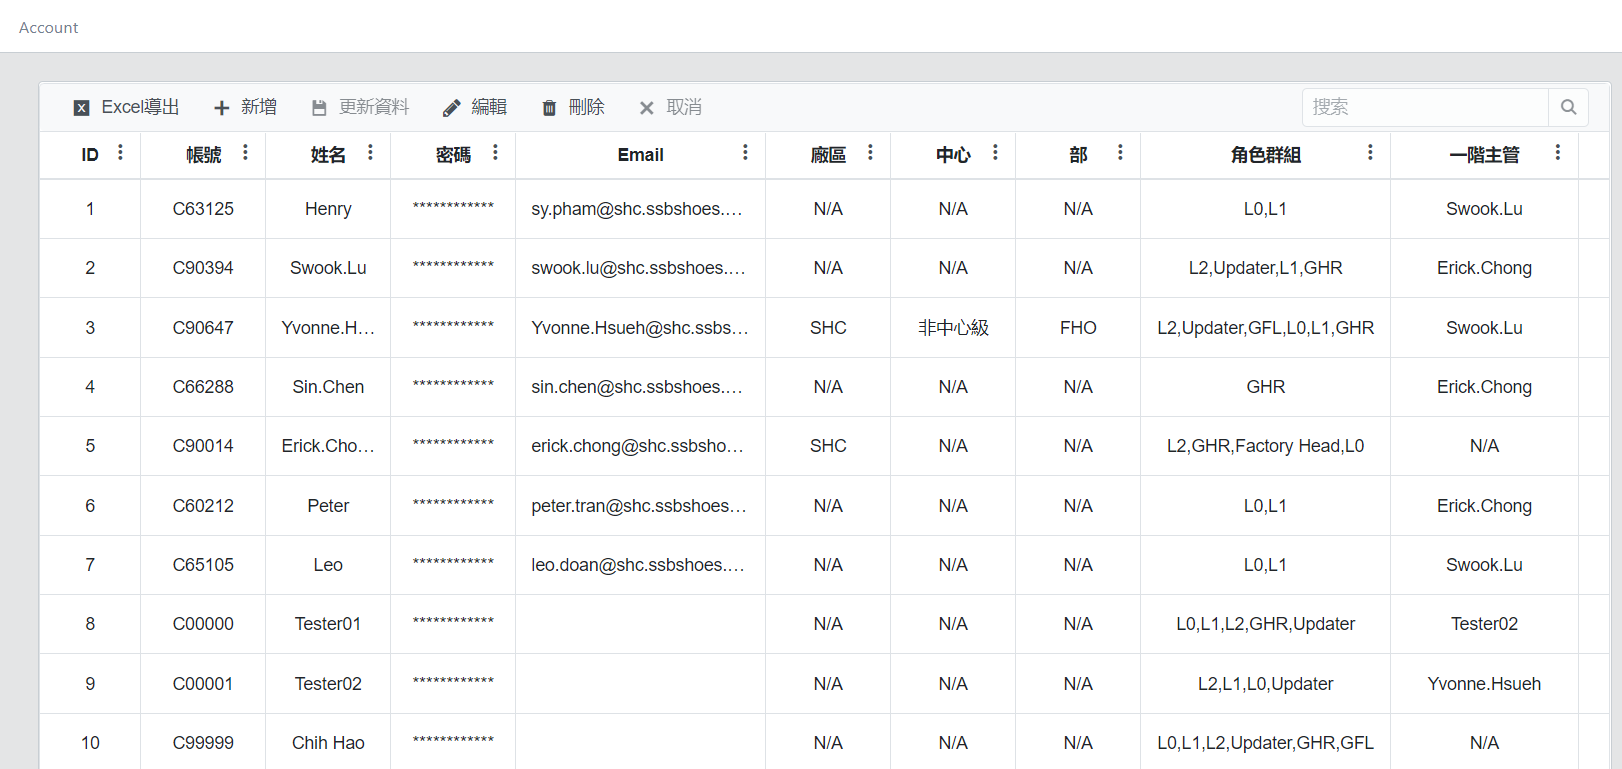 Account
Excel導出 新增 更新資料 編輯 刪除 取消 搜索
ID 帳號 姓名 密碼 Email 廠區 中心 部 角色群組 一階主管
1 C63125 Henry ************ sy.pham@shc.ssbshoes.... N/A N/A N/A L0,L1 Swook.Lu
2 C90394 Swook.Lu ************ swook.lu@shc.ssbshoes.... N/A N/A N/A L2,Updater,L1,GHR Erick.Chong
3 C90647 Yvonne.H... ************ Yvonne.Hsueh@shc.ssbs... SHC 非中心級 FHO L2,Updater,GFL,L0,L1,GHR Swook.Lu
4 C66288 Sin.Chen ************ sin.chen@shc.ssbshoes.... N/A N/A N/A GHR Erick.Chong
5 C90014 Erick.Cho... ************ erick.chong@shc.ssbsho... SHC N/A N/A L2,GHR,Factory Head,L0 N/A
6 C60212 Peter ************ peter.tran@shc.ssbshoes... N/A N/A N/A L0,L1 Erick.Chong
7 C65105 Leo ************ leo.doan@shc.ssbshoes.... N/A N/A N/A L0,L1 Swook.Lu
8 C00000 Tester01 ************ N/A N/A N/A L0,L1,L2,GHR,Updater Tester02
9 C00001 Tester02 ************ N/A N/A N/A L2,L1,L0,Updater Yvonne.Hsueh
10 C99999 Chih Hao ************ N/A N/A N/A L0,L1,L2,Updater,GHR,GFL N/A